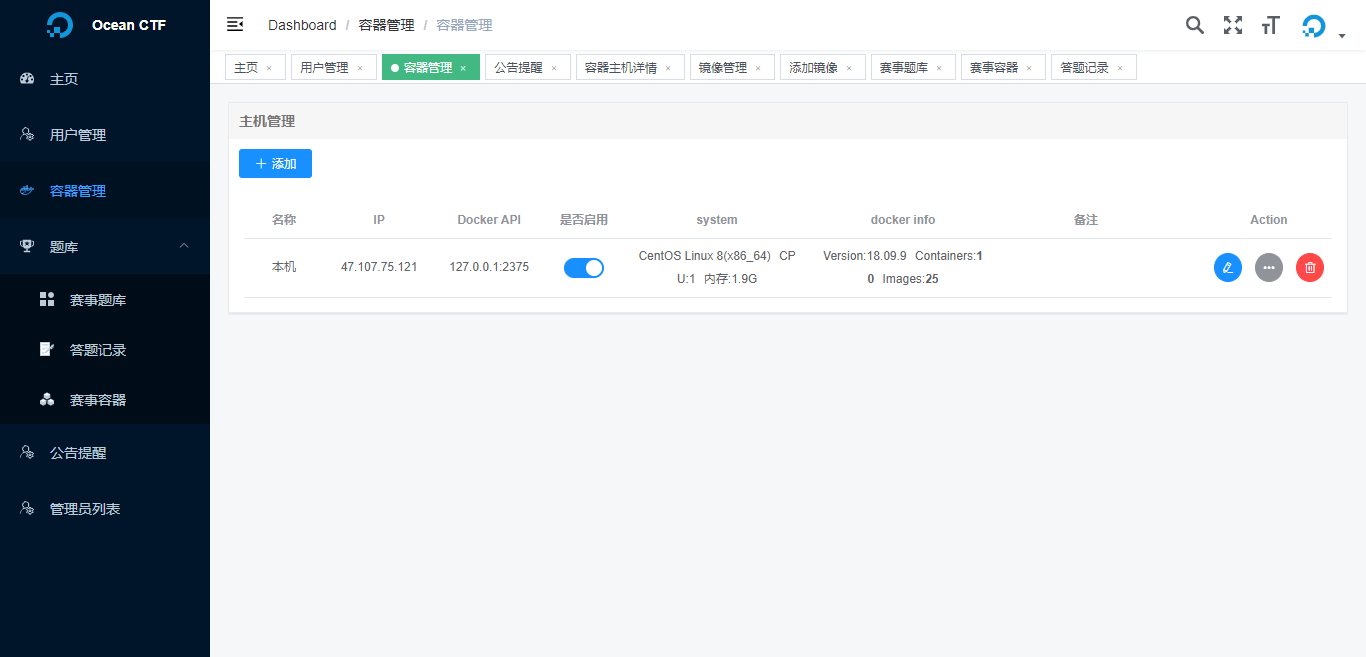 Ocean CTF
主页
用户管理
容器管理
题库
赛事题库
答题记录
赛事容器
公告提醒
管理员列表
Dashboard / 容器管理 / 容器管理
主页 × 用户管理 × 容器管理 × 公告提醒 × 容器主机详情 × 镜像管理 × 添加镜像 × 赛事题库 × 赛事容器 × 答题记录 ×
主机管理
+ 添加
名称 IP Docker API 是否启用 system docker info 备注 Action
本机 47.107.75.121 127.0.0.1:2375 CentOS Linux 8(x86_64) CP Version:18.09.9 Containers:1
U:1 内存:1.9G 0 Images:25